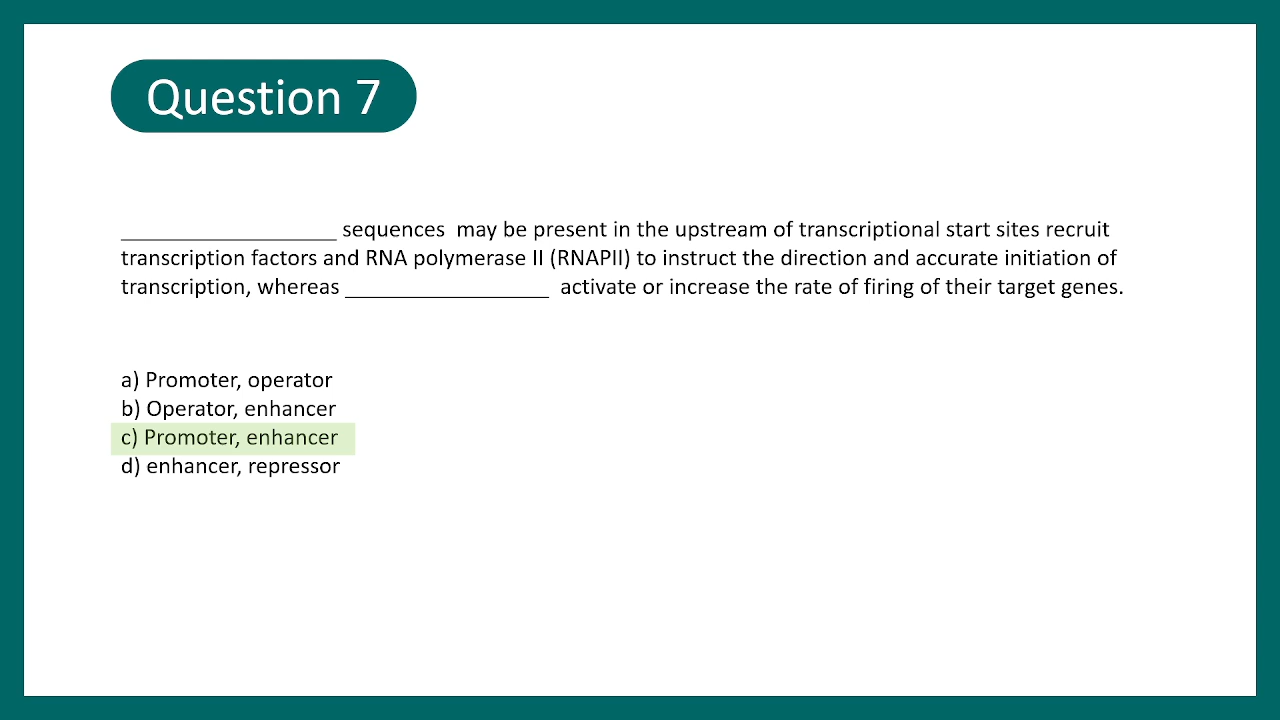 Question 7
____________________ sequences  may be present in the upstream of transcriptional start sites recruit
transcription factors and RNA polymerase II (RNAPII) to instruct the direction and accurate initiation of
transcription, whereas ___________________  activate or increase the rate of firing of their target genes.
a) Promoter, operator
b) Operator, enhancer
c) Promoter, enhancer
d) enhancer, repressor